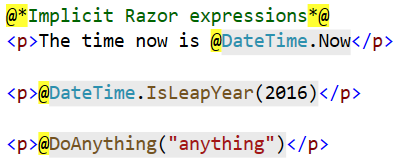 @*Implicit Razor expressions*@
<p>The time now is @DateTime.Now</p>
<p>@DateTime.IsLeapYear(2016)</p>
<p>@DoAnything("anything")</p>